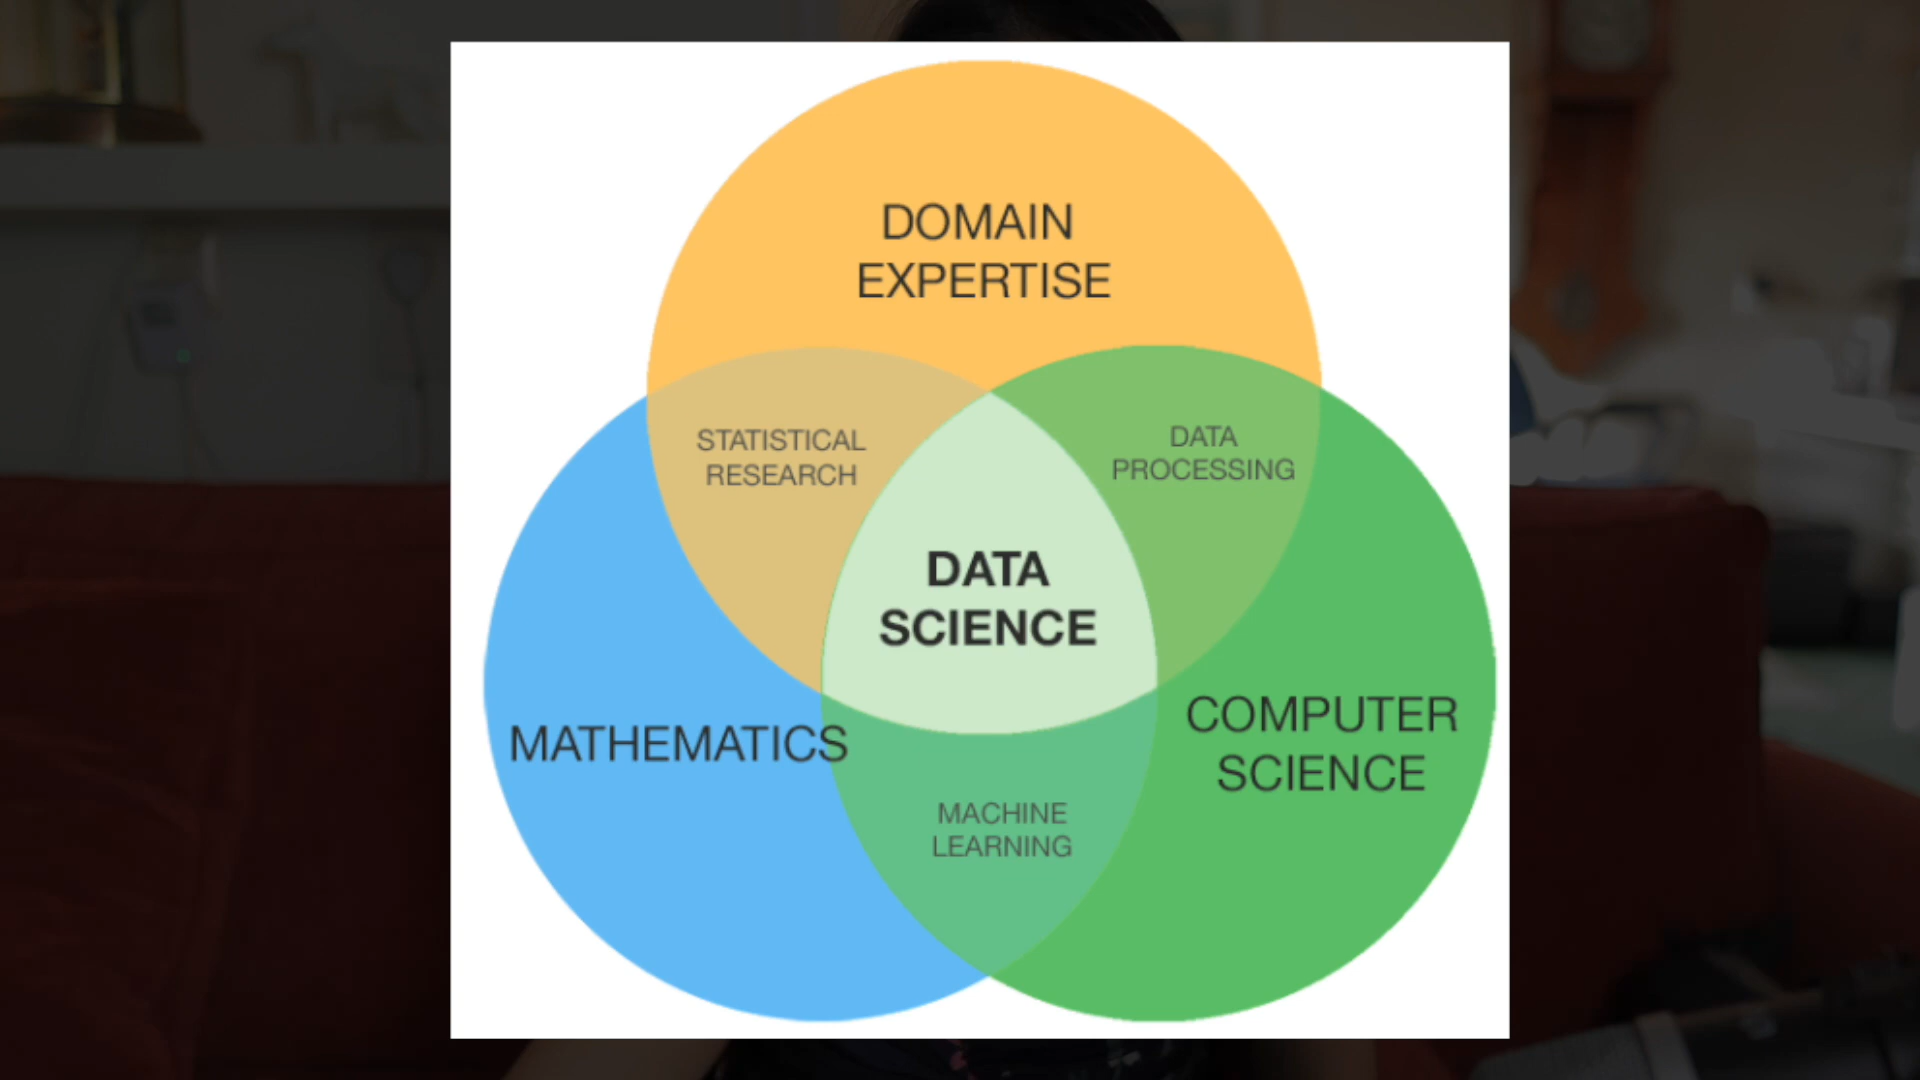 DOMAIN
EXPERTISE
STATISTICAL
RESEARCH
DATA
PROCESSING
DATA
SCIENCE
MATHEMATICS
COMPUTER
SCIENCE
MACHINE
LEARNING